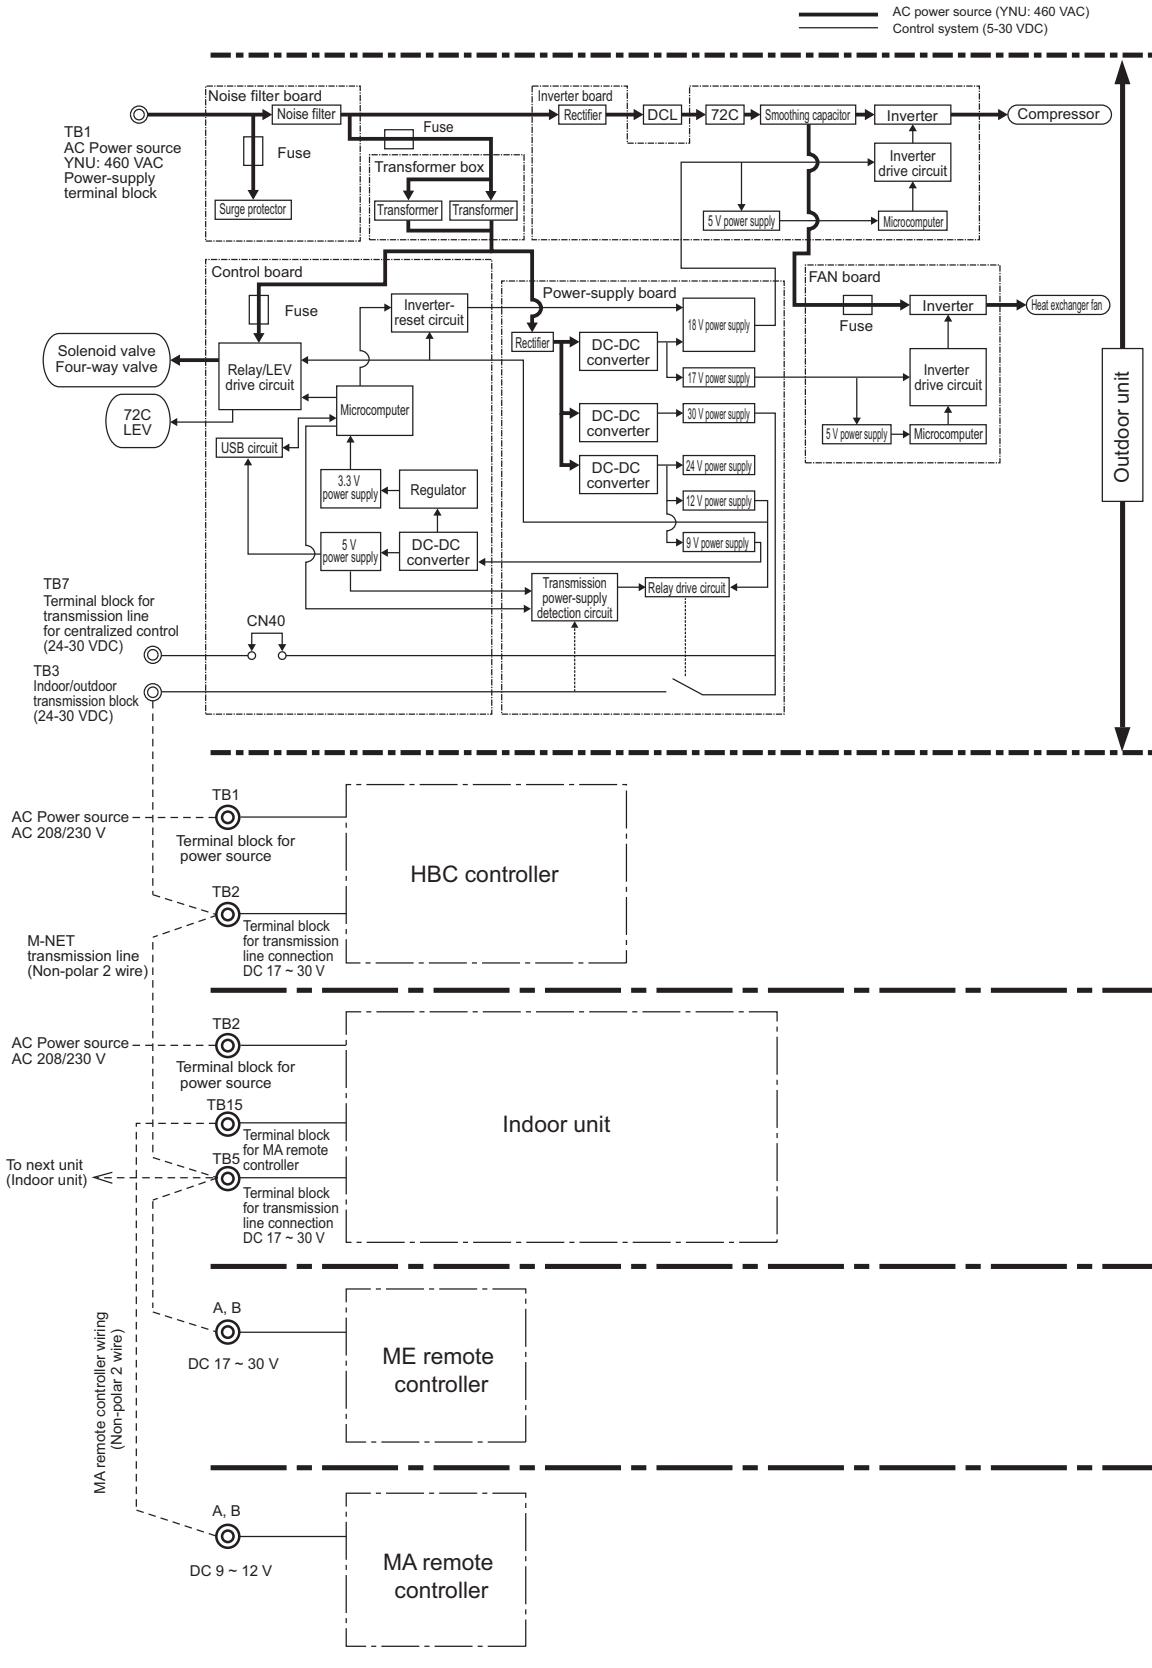 AC power source (YNU: 460 VAC)
Control system (5-30 VDC)
Noise filter board
Noise filter
Inverter board
Rectifier
DCL
72C
Smoothing capacitor
Inverter
Compressor
TB1
AC Power source
YNU: 460 VAC
Power-supply
terminal block
Fuse
Fuse
Surge protector
Transformer box
Transformer
Transformer
Inverter
drive circuit
5 V power supply
Microcomputer
Control board
Fuse
Inverter-
reset circuit
Power-supply board
18 V power supply
FAN board
Fuse
Inverter
Heat exchanger fan
Solenoid valve
Four-way valve
Relay/LEV
drive circuit
Rectifier
DC-DC
converter
17 V power supply
Inverter
drive circuit
72C
LEV
Microcomputer
DC-DC
converter
30 V power supply
5 V power supply
Microcomputer
USB circuit
3.3 V
power supply
Regulator
DC-DC
converter
24 V power supply
12 V power supply
9 V power supply
5 V
power supply
DC-DC
converter
Transmission
power-supply
detection circuit
Relay drive circuit
Outdoor unit
TB7
Terminal block for
transmission line
for centralized control
(24-30 VDC)
CN40
TB3
Indoor/outdoor
transmission block
(24-30 VDC)
AC Power source
AC 208/230 V
TB1
Terminal block for
power source
HBC controller
TB2
Terminal block
for transmission
line connection
DC 17 ~ 30 V
M-NET
transmission line
(Non-polar 2 wire)
AC Power source
AC 208/230 V
TB2
Terminal block for
power source
TB15
Terminal block
for MA remote
controller
Indoor unit
To next unit
(Indoor unit)
TB5
Terminal block
for transmission
line connection
DC 17 ~ 30 V
A, B
DC 17 ~ 30 V
ME remote
controller
MA remote controller wiring
(Non-polar 2 wire)
A, B
DC 9 ~ 12 V
MA remote
controller